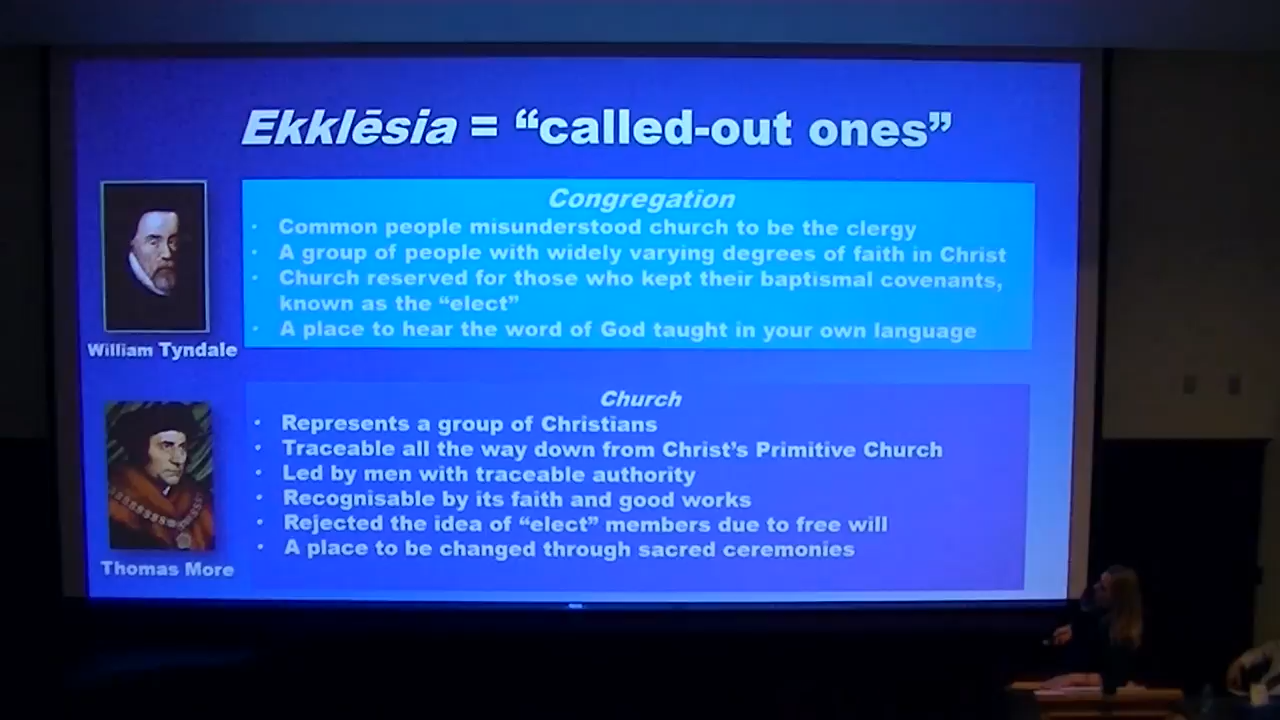 Ekklēsia = “called-out ones”
Congregation
• Common people misunderstood church to be the clergy
• A group of people with widely varying degrees of faith in Christ
• Church reserved for those who kept their baptismal covenants,
known as the “elect”
• A place to hear the word of God taught in your own language
William Tyndale
Church
• Represents a group of Christians
• Traceable all the way down from Christ’s Primitive Church
• Led by men with traceable authority
• Recognisable by its faith and good works
• Rejected the idea of “elect” members due to free will
• A place to be changed through sacred ceremonies
Thomas More